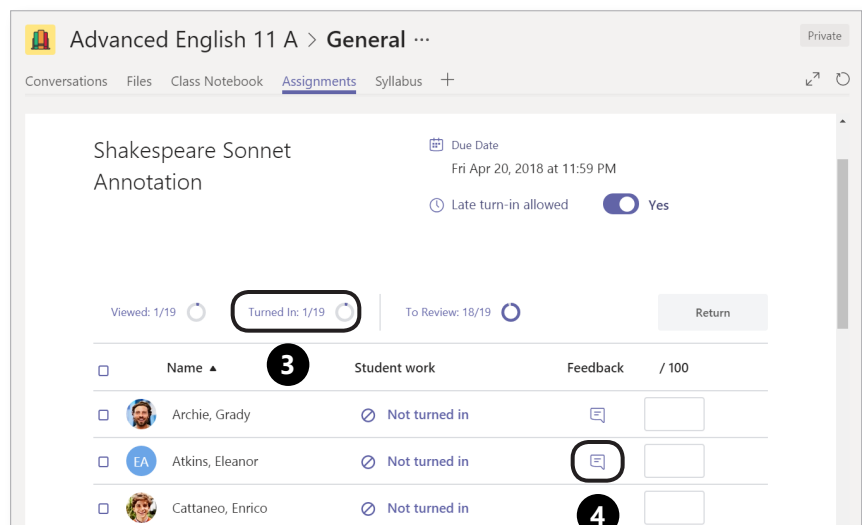 Advanced English 11 A > General ...
Private
Conversations Files Class Notebook Assignments Syllabus +
Shakespeare Sonnet
Annotation
Due Date
Fri Apr 20, 2018 at 11:59 PM
Late turn-in allowed Yes
Viewed: 1/19 Turned In: 1/19 To Review: 18/19 Return
3
Name ▲ Student work Feedback / 100
Archie, Grady Not turned in
EA Atkins, Eleanor Not turned in
Cattaneo, Enrico Not turned in
4